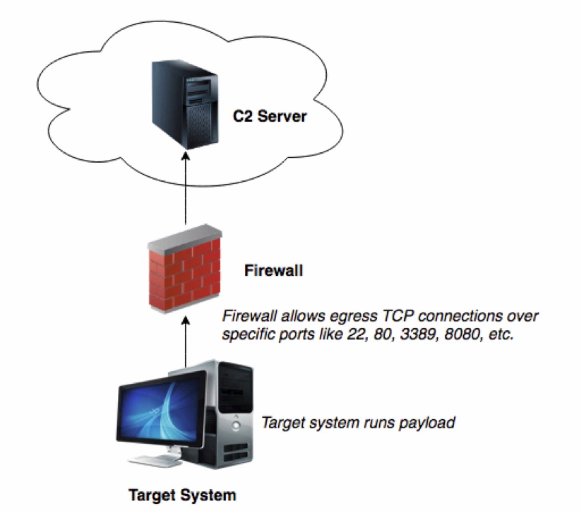 C2 Server
Firewall
Firewall allows egress TCP connections over
specific ports like 22, 80, 3389, 8080, etc.
Target system runs payload
Target System